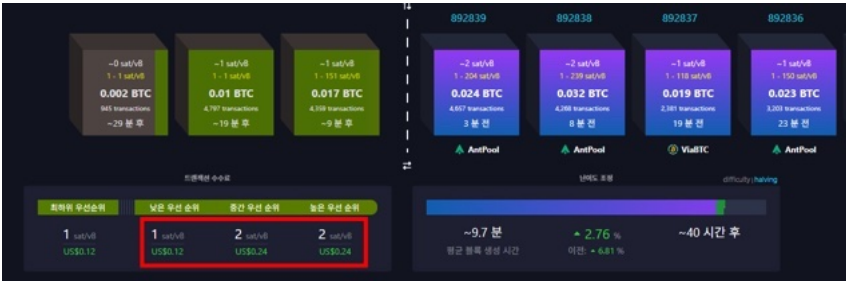 892839
892838
892837
892836
~0 sat/vB
1 - 1 sat/vB
0.002 BTC
945 transactions
~29 분 후
~1 sat/vB
1 - 1 sat/vB
0.01 BTC
4,797 transactions
~19 분 후
~1 sat/vB
1 - 151 sat/vB
0.017 BTC
4,359 transactions
~9 분 후
~2 sat/vB
1 - 204 sat/vB
0.024 BTC
4,657 transactions
3 분 전
AntPool
~2 sat/vB
1 - 239 sat/vB
0.032 BTC
4,268 transactions
8 분 전
AntPool
~1 sat/vB
1 - 118 sat/vB
0.019 BTC
2,381 transactions
19 분 전
ViaBTC
~1 sat/vB
1 - 150 sat/vB
0.023 BTC
3,203 transactions
23 분 전
AntPool
트랜잭션 수수료
최하위 우선순위
낮은 우선 순위
중간 우선 순위
높은 우선 순위
1 sat/vB
1 sat/vB
2 sat/vB
2 sat/vB
US$0.12
US$0.12
US$0.24
US$0.24
난이도 조정
difficulty | halving
~9.7 분
2.76 %
~40 시간 후
평균 블록 생성 시간
이전: 6.81 %